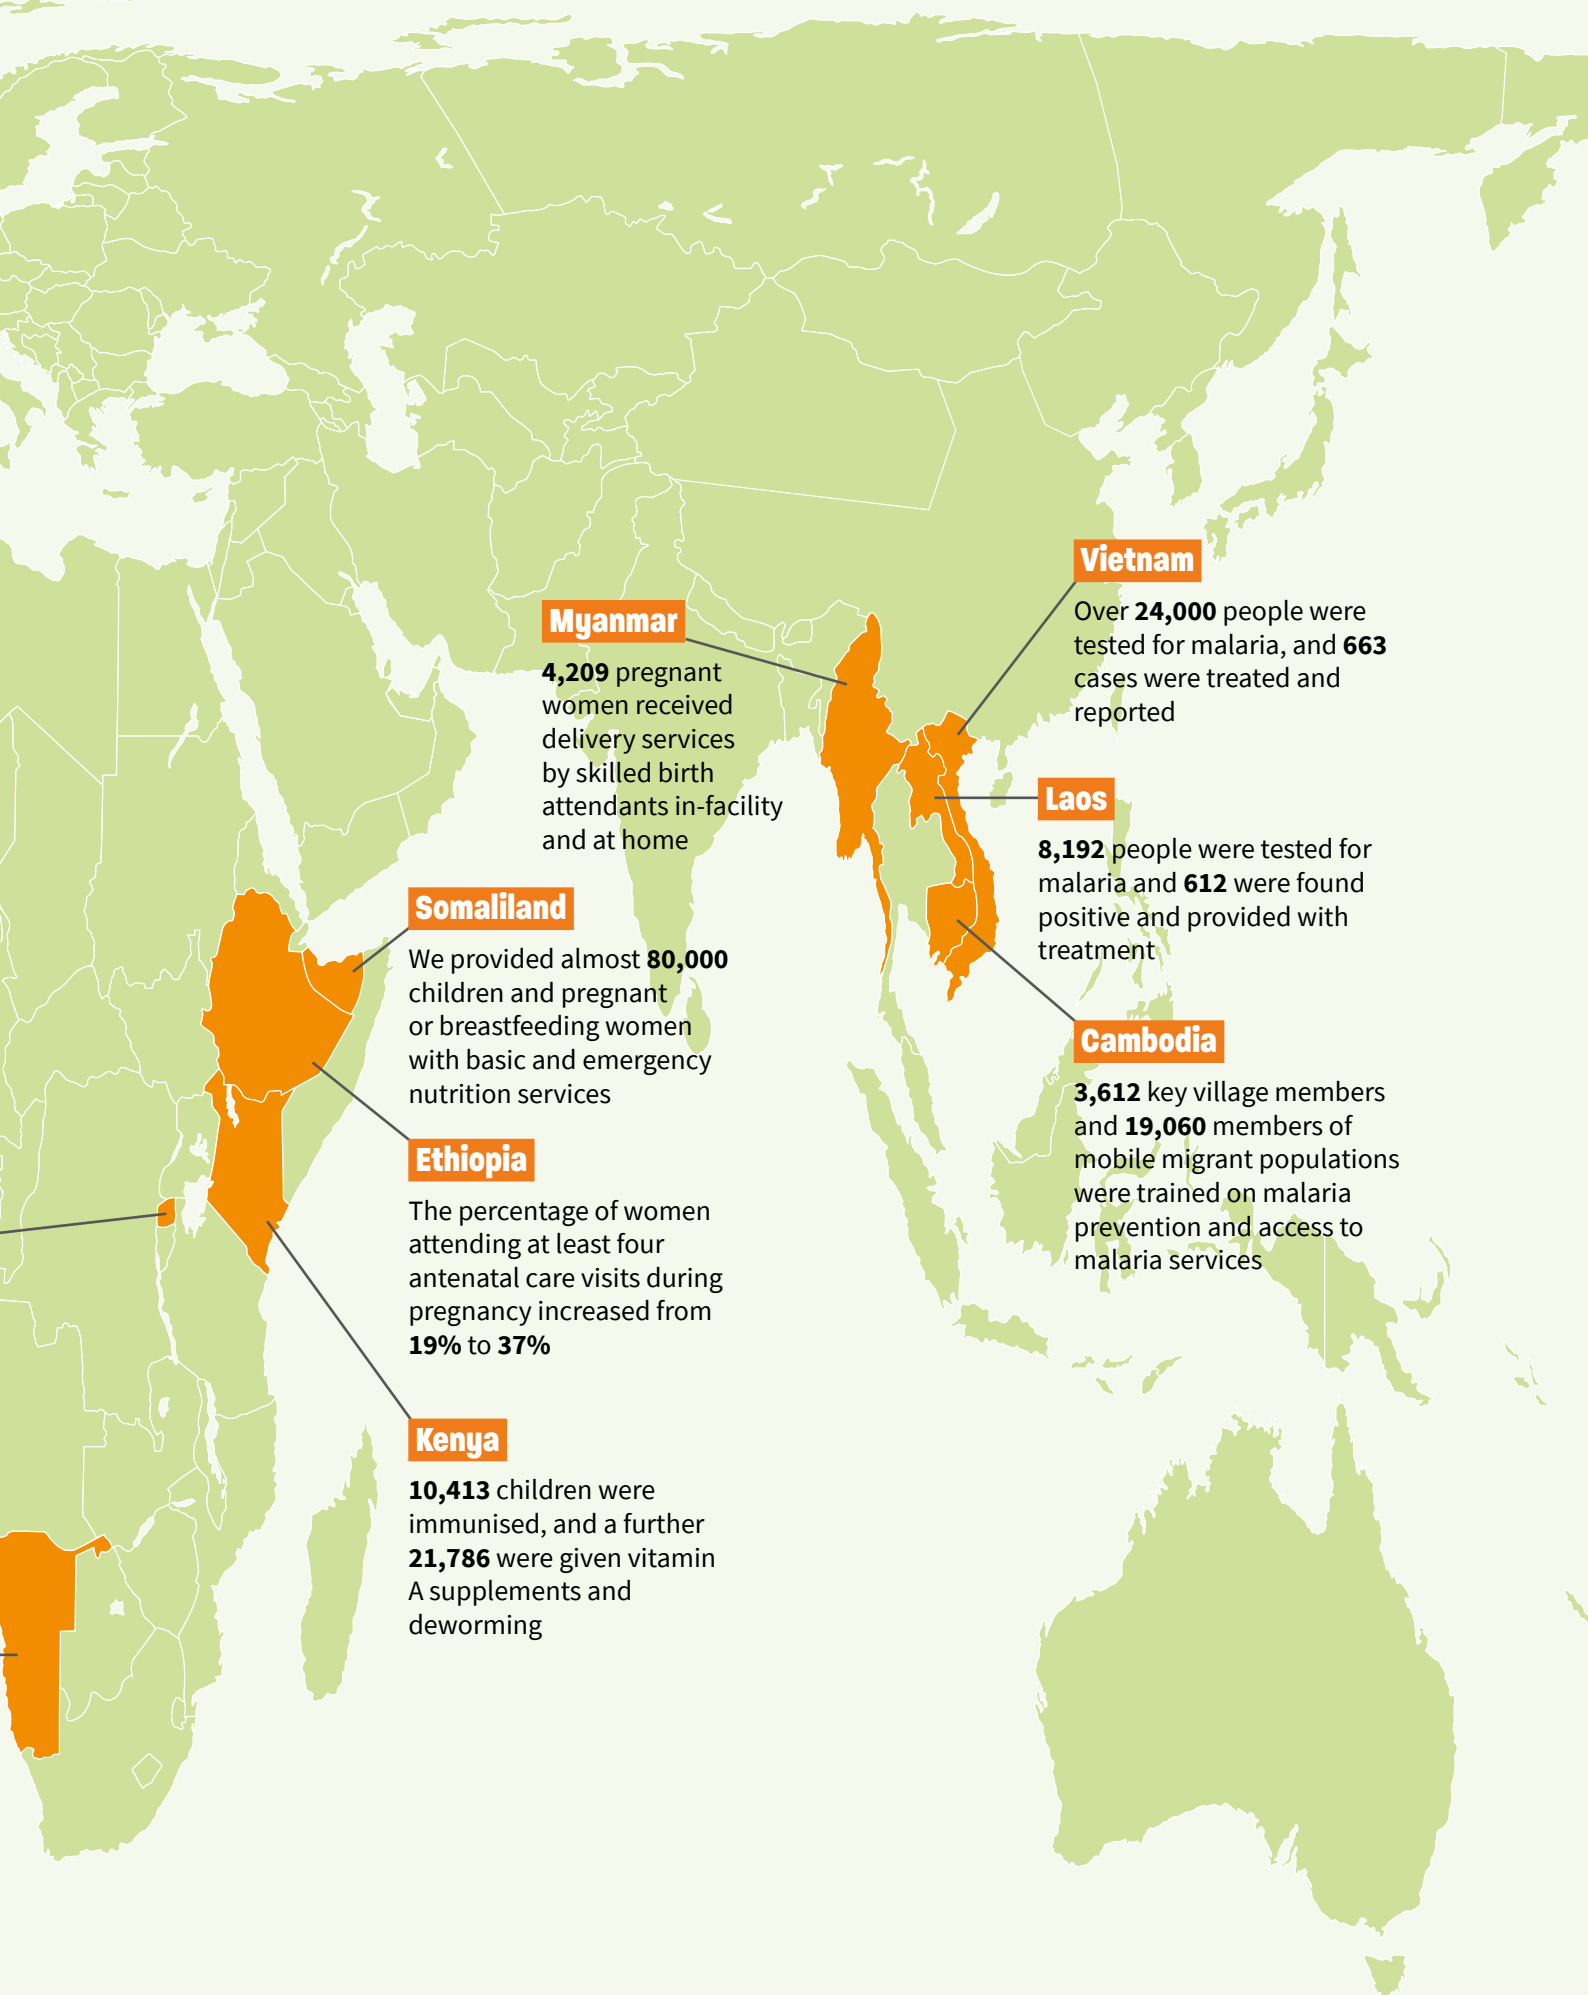 Vietnam
Over 24,000 people were
tested for malaria, and 663
cases were treated and
reported
Myanmar
4,209 pregnant
women received
delivery services
by skilled birth
attendants in-facility
and at home
Laos
8,192 people were tested for
malaria and 612 were found
positive and provided with
treatment
Somaliland
We provided almost 80,000
children and pregnant
or breastfeeding women
with basic and emergency
nutrition services
Cambodia
3,612 key village members
and 19,060 members of
mobile migrant populations
were trained on malaria
prevention and access to
malaria services
Ethiopia
The percentage of women
attending at least four
antenatal care visits during
pregnancy increased from
19% to 37%
Kenya
10,413 children were
immunised, and a further
21,786 were given vitamin
A supplements and
deworming